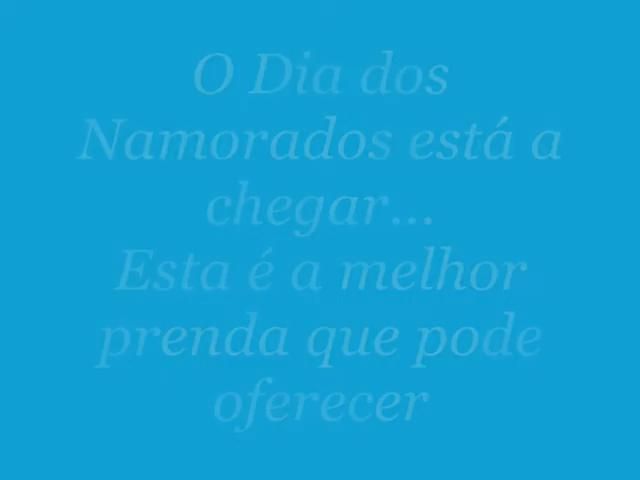 O Dia dos
Namorados está a
chegar...
Esta é a melhor
prenda que pode
oferecer